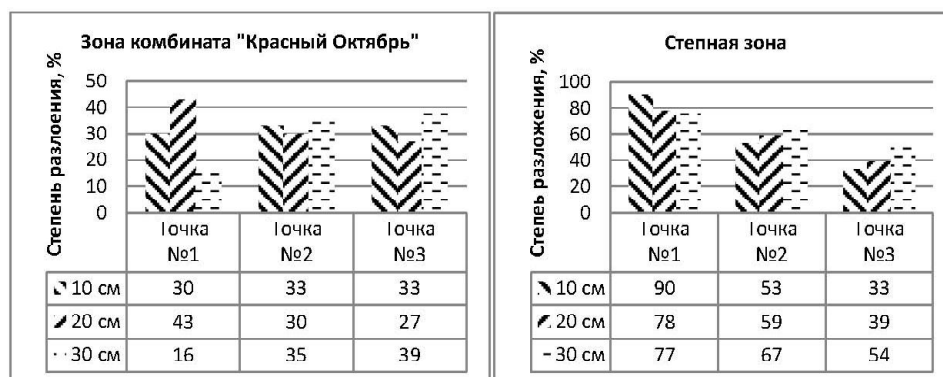 Зона комбината "Красный Октябрь"
Степень разлоения, %
50
40
30
20
10
0
Точка №1 Точка №2 Точка №3
10 см 30 33 33
20 см 43 30 27
30 см 16 35 39
Степная зона
Степеь разложения, %
100
80
60
40
20
0
Точка №1 Точка №2 Точка №3
10 см 90 53 33
20 см 78 59 39
30 см 77 67 54